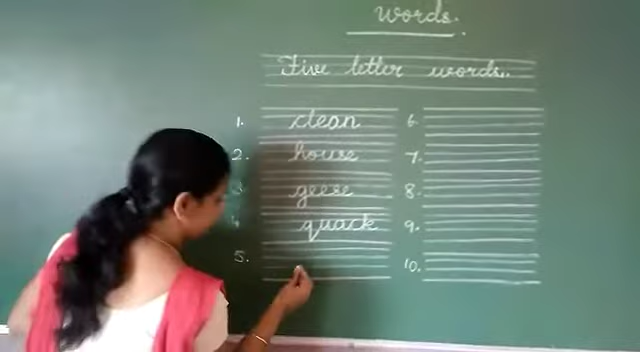 words.
Five letter words.
1. clean
2. house
3. geese
4. quack
5.
6.
7.
8.
9.
10.